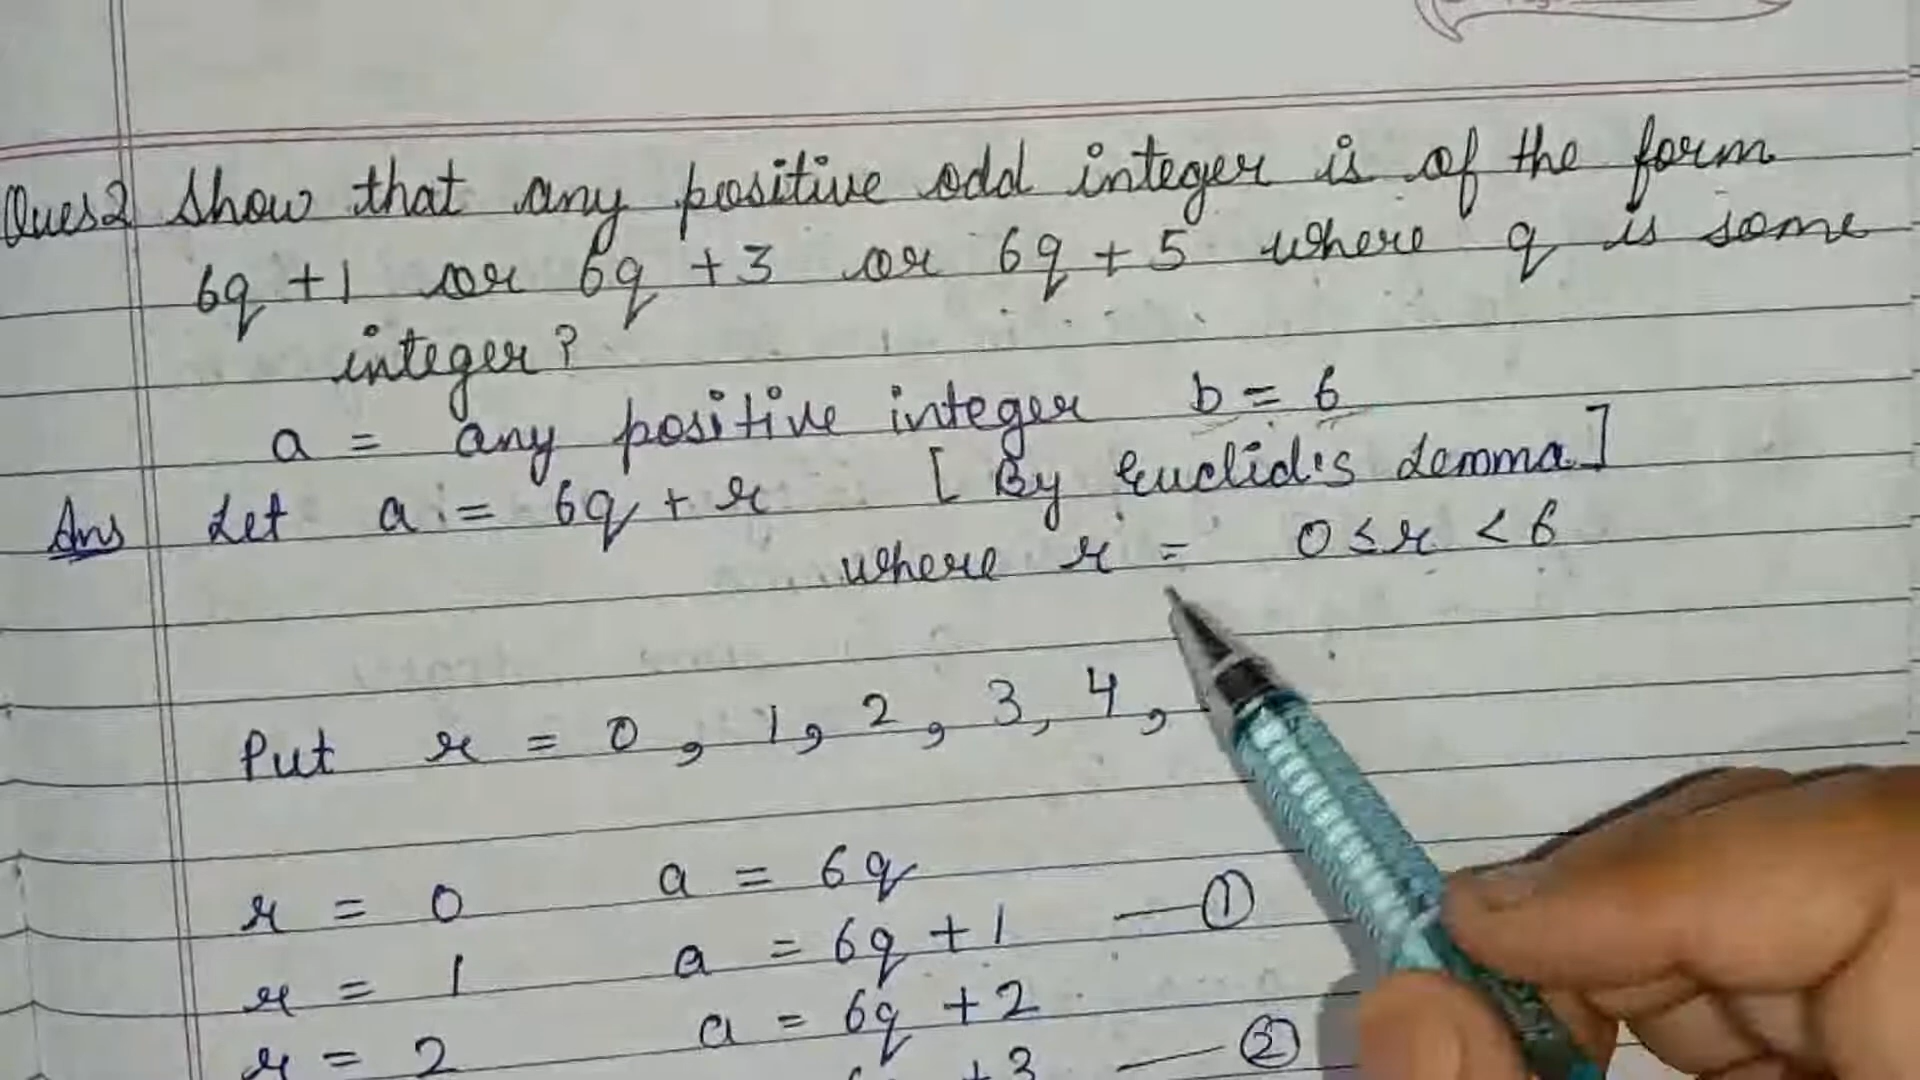 Ques2 Show that any positive odd integer is of the form
6q + 1 or 6q + 3 or 6q + 5 where q is some
integer?
a = any positive integer b = 6
Ans Let a = 6q + r [ By Euclid's Lemma ]
where r = 0 ≤ r < 6
Put r = 0 , 1 , 2 , 3 , 4 ,
r = 0 a = 6q
r = 1 a = 6q + 1 — ①
r = 2 a = 6q + 2
+ 3 — ②